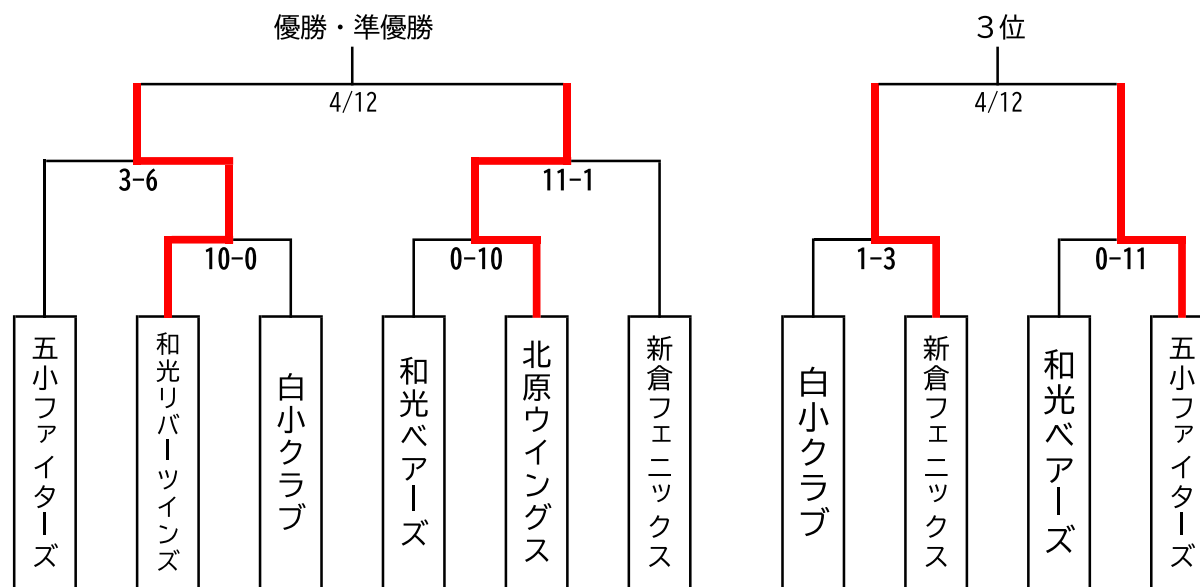 優勝・準優勝
３位
4/12
4/12
3-6
11-1
10-0
0-10
1-3
0-11
五小ファイターズ
和光リバーツインズ
白小クラブ
和光ベアーズ
北原ウイングス
新倉フェニックス
白小クラブ
新倉フェニックス
和光ベアーズ
五小ファイターズ